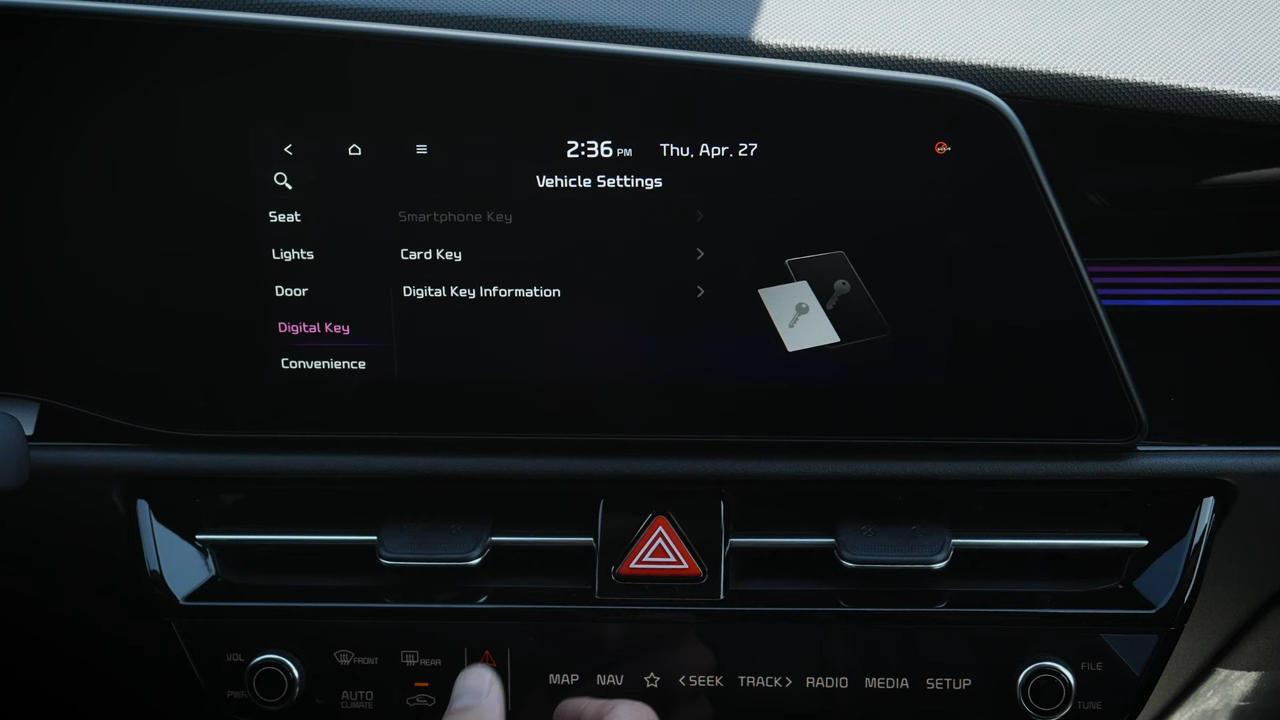 2:36 PM Thu, Apr. 27
Vehicle Settings
Seat
Smartphone Key
Lights
Card Key
Door
Digital Key Information
Digital Key
Convenience
VOL
FRONT
REAR
MAP NAV SEEK TRACK RADIO MEDIA SETUP
FILE
PWR
AUTO
CLIMATE
TUNE